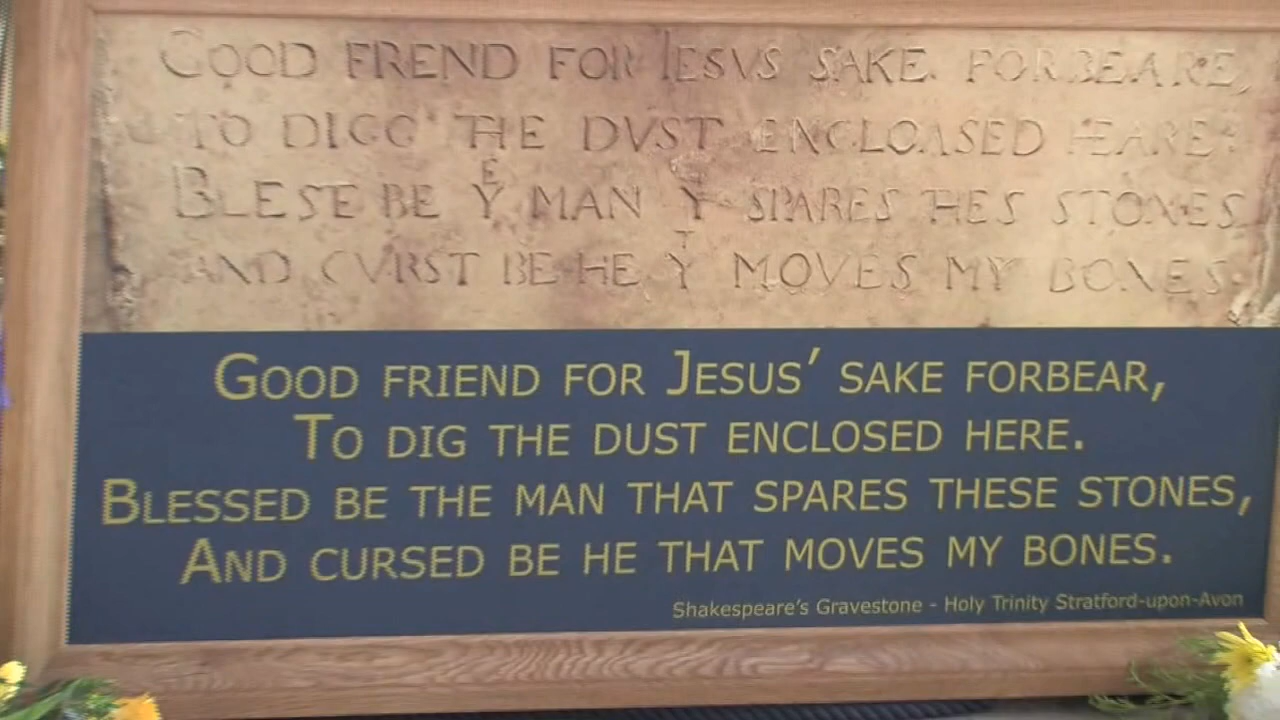 GOOD FREND FOR IESVS SAKE FORBEARE,
TO DIGG THE DVST ENCLOASED HEARE:
BLESE BE Yᴱ MAN Yᵀ SPARES THES STONES
AND CVRST BE HE Yᵀ MOVES MY BONES.
GOOD FRIEND FOR JESUS’ SAKE FORBEAR,
TO DIG THE DUST ENCLOSED HERE.
BLESSED BE THE MAN THAT SPARES THESE STONES,
AND CURSED BE HE THAT MOVES MY BONES.
Shakespeare's Gravestone - Holy Trinity Stratford-upon-Avon